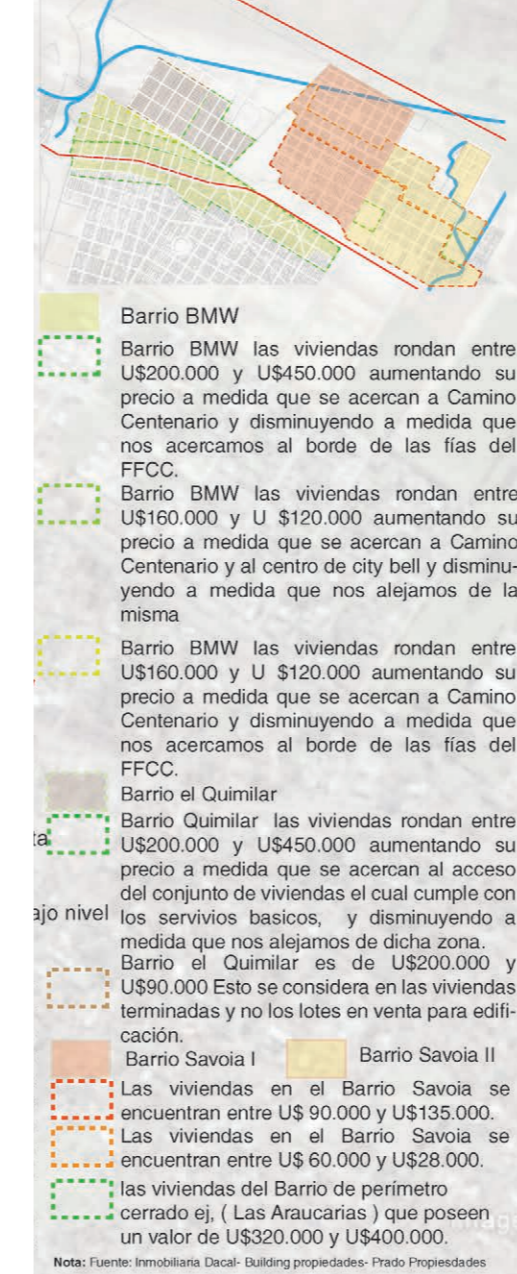 Barrio BMW
Barrio BMW las viviendas rondan entre
U$200.000 y U$450.000 aumentando su
precio a medida que se acercan a Camino
Centenario y disminuyendo a medida que
nos acercamos al borde de las fías del
FFCC.
Barrio BMW las viviendas rondan entre
U$160.000 y U $120.000 aumentando su
precio a medida que se acercan a Camino
Centenario y al centro de city bell y disminu-
yendo a medida que nos alejamos de la
misma
Barrio BMW las viviendas rondan entre
U$160.000 y U $120.000 aumentando su
precio a medida que se acercan a Camino
Centenario y disminuyendo a medida que
nos acercamos al borde de las fías del
FFCC.
Barrio el Quimilar
Barrio Quimilar las viviendas rondan entre
ta U$200.000 y U$450.000 aumentando su
precio a medida que se acercan al acceso
del conjunto de viviendas el cual cumple con
ajo nivel los servivios basicos, y disminuyendo a
medida que nos alejamos de dicha zona.
Barrio el Quimilar es de U$200.000 y
U$90.000 Esto se considera en las viviendas
terminadas y no los lotes en venta para edifi-
cación.
Barrio Savoia I Barrio Savoia II
Las viviendas en el Barrio Savoia se
encuentran entre U$ 90.000 y U$135.000.
Las viviendas en el Barrio Savoia se
encuentran entre U$ 60.000 y U$28.000.
las viviendas del Barrio de perímetro
cerrado ej, ( Las Araucarias ) que poseen
un valor de U$320.000 y U$400.000.
Nota: Fuente: Inmobiliaria Dacal- Building propiedades- Prado Propiesdades